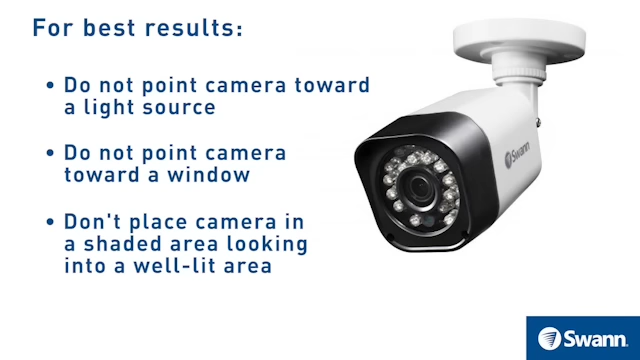 For best results:
• Do not point camera toward
a light source
• Do not point camera
toward a window
• Don't place camera in
a shaded area looking
into a well-lit area
Swann
Swann